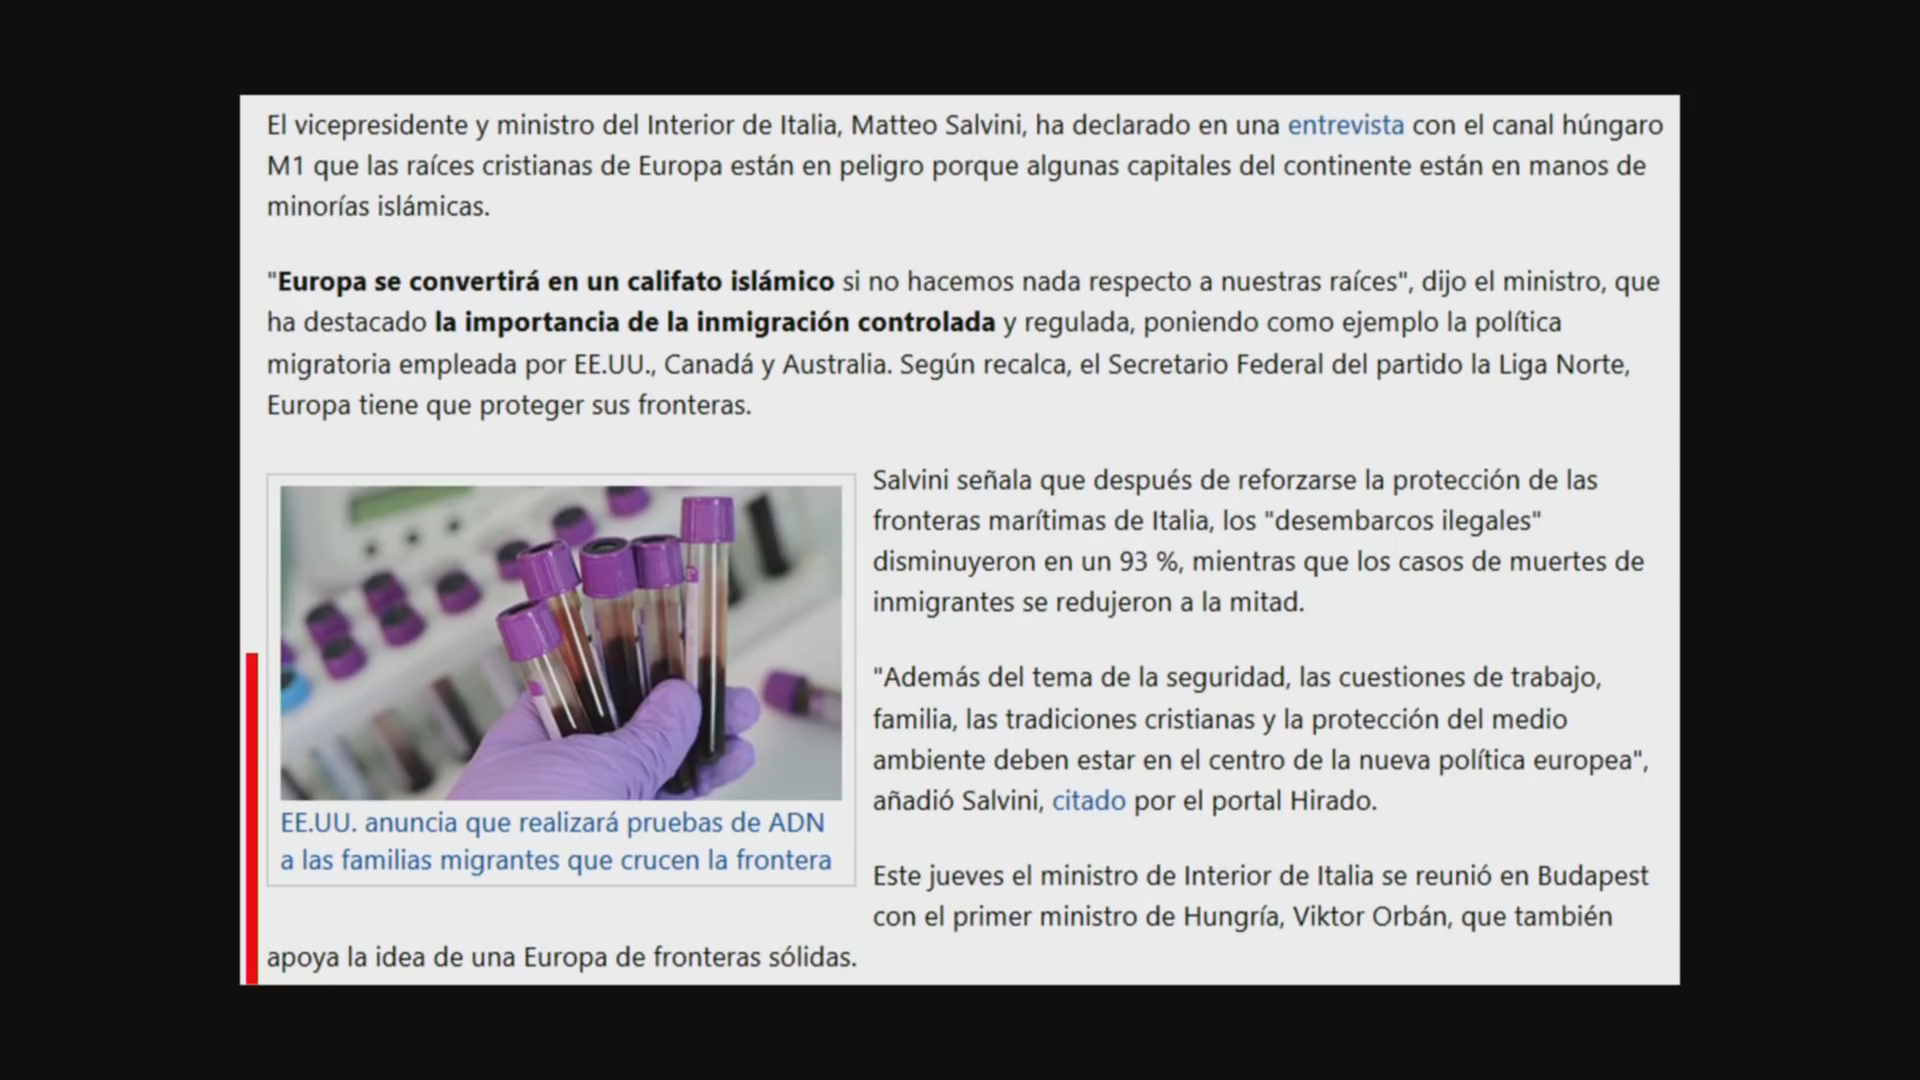 El vicepresidente y ministro del Interior de Italia, Matteo Salvini, ha declarado en una entrevista con el canal húngaro
M1 que las raíces cristianas de Europa están en peligro porque algunas capitales del continente están en manos de
minorías islámicas.
"Europa se convertirá en un califato islámico si no hacemos nada respecto a nuestras raíces", dijo el ministro, que
ha destacado la importancia de la inmigración controlada y regulada, poniendo como ejemplo la política
migratoria empleada por EE.UU., Canadá y Australia. Según recalca, el Secretario Federal del partido la Liga Norte,
Europa tiene que proteger sus fronteras.
EE.UU. anuncia que realizará pruebas de ADN
a las familias migrantes que crucen la frontera
Salvini señala que después de reforzarse la protección de las
fronteras marítimas de Italia, los "desembarcos ilegales"
disminuyeron en un 93 %, mientras que los casos de muertes de
inmigrantes se redujeron a la mitad.
"Además del tema de la seguridad, las cuestiones de trabajo,
familia, las tradiciones cristianas y la protección del medio
ambiente deben estar en el centro de la nueva política europea",
añadió Salvini, citado por el portal Hirado.
Este jueves el ministro de Interior de Italia se reunió en Budapest
con el primer ministro de Hungría, Viktor Orbán, que también
apoya la idea de una Europa de fronteras sólidas.